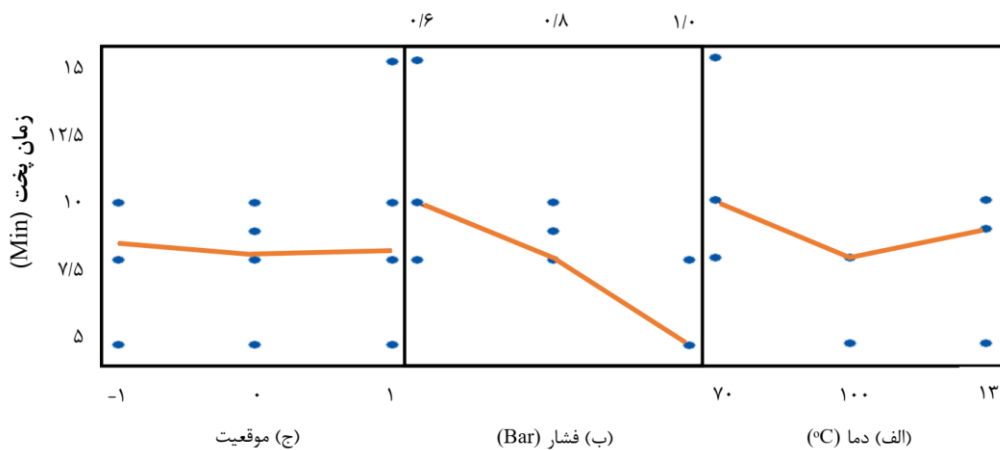 ۰/۶ ۰/۸ ۱/۰
زمان پخت (Min)
۱۵
۱۲/۵
۱۰
۷/۵
۵
-۱ ۰ ۱ ۷۰ ۱۰۰ ۱۳
(ج) موقعیت
(ب) فشار (Bar)
(الف) دما (°C)